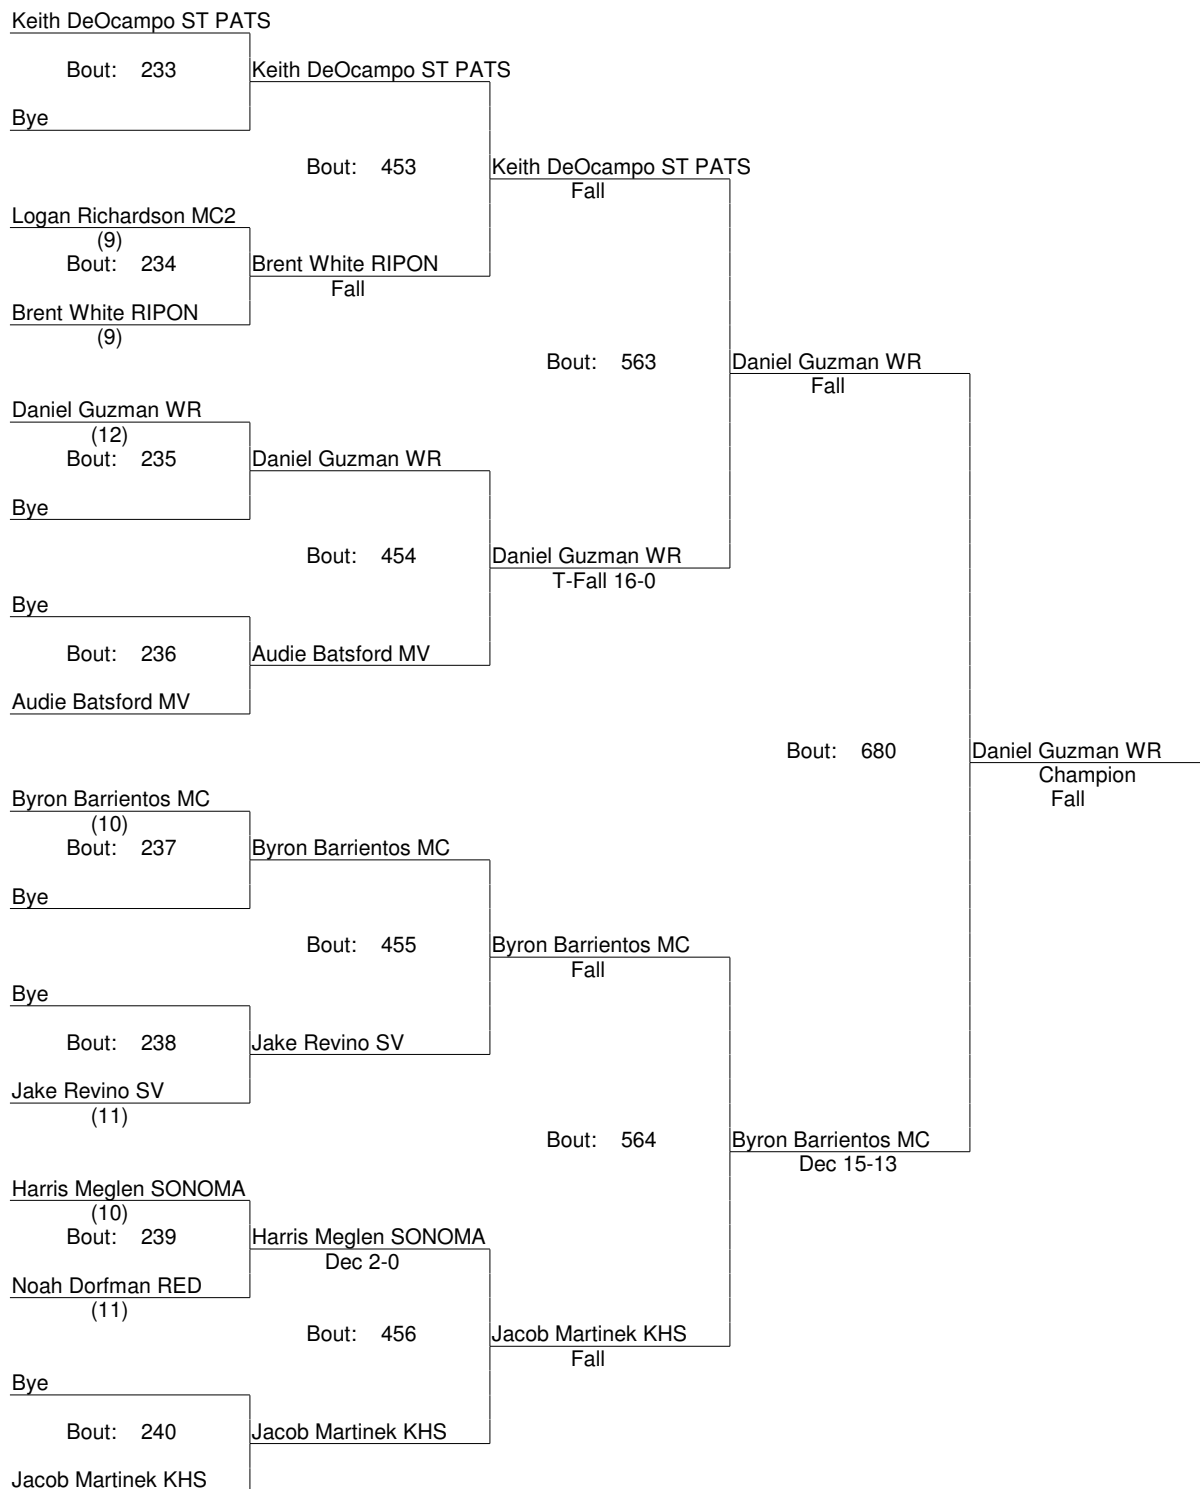 Keith DeOcampo ST PATS
Bout: 233 Keith DeOcampo ST PATS
Bye
Bout: 453 Keith DeOcampo ST PATS
Fall
Logan Richardson MC2
(9)
Bout: 234 Brent White RIPON
Fall
Brent White RIPON
(9)
Bout: 563 Daniel Guzman WR
Fall
Daniel Guzman WR
(12)
Bout: 235 Daniel Guzman WR
Bye
Bout: 454 Daniel Guzman WR
T-Fall 16-0
Bye
Bout: 236 Audie Batsford MV
Audie Batsford MV
Bout: 680 Daniel Guzman WR
Champion
Fall
Byron Barrientos MC
(10)
Bout: 237 Byron Barrientos MC
Bye
Bout: 455 Byron Barrientos MC
Fall
Bye
Bout: 238 Jake Revino SV
Jake Revino SV
(11)
Bout: 564 Byron Barrientos MC
Dec 15-13
Harris Meglen SONOMA
(10)
Bout: 239 Harris Meglen SONOMA
Dec 2-0
Noah Dorfman RED
(11)
Bout: 456 Jacob Martinek KHS
Fall
Bye
Bout: 240 Jacob Martinek KHS
Jacob Martinek KHS